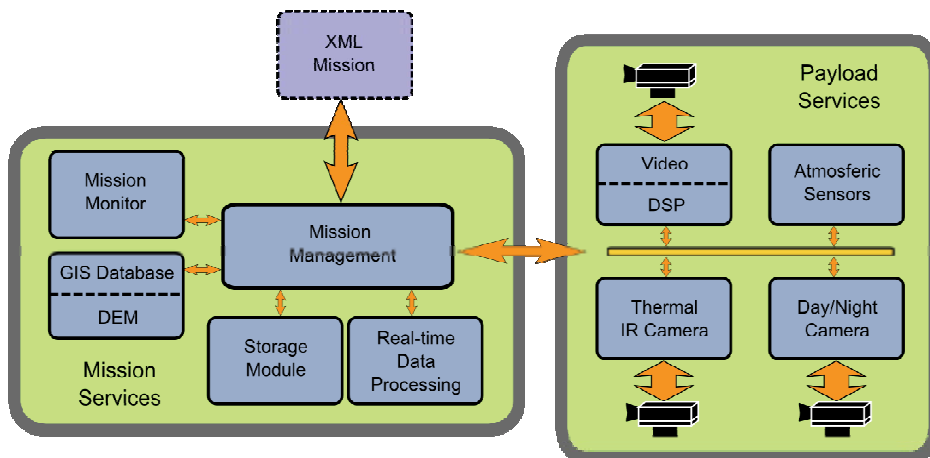 XML
Mission
Mission
Monitor
GIS Database
DEM
Mission
Management
Storage
Module
Real-time
Data
Processing
Mission
Services
Payload
Services
Video
DSP
Atmosferic
Sensors
Thermal
IR Camera
Day/Night
Camera